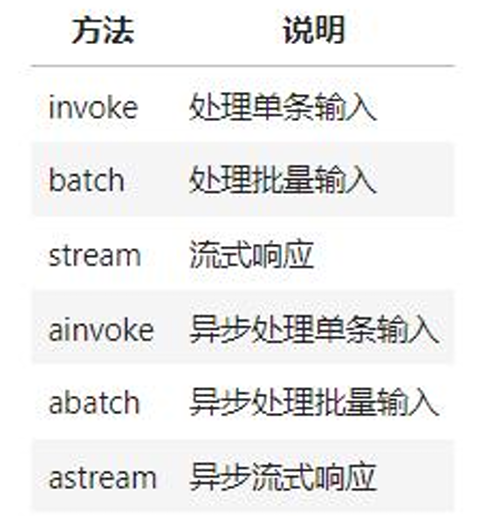 方法 说明
invoke 处理单条输入
batch 处理批量输入
stream 流式响应
ainvoke 异步处理单条输入
abatch 异步处理批量输入
astream 异步流式响应